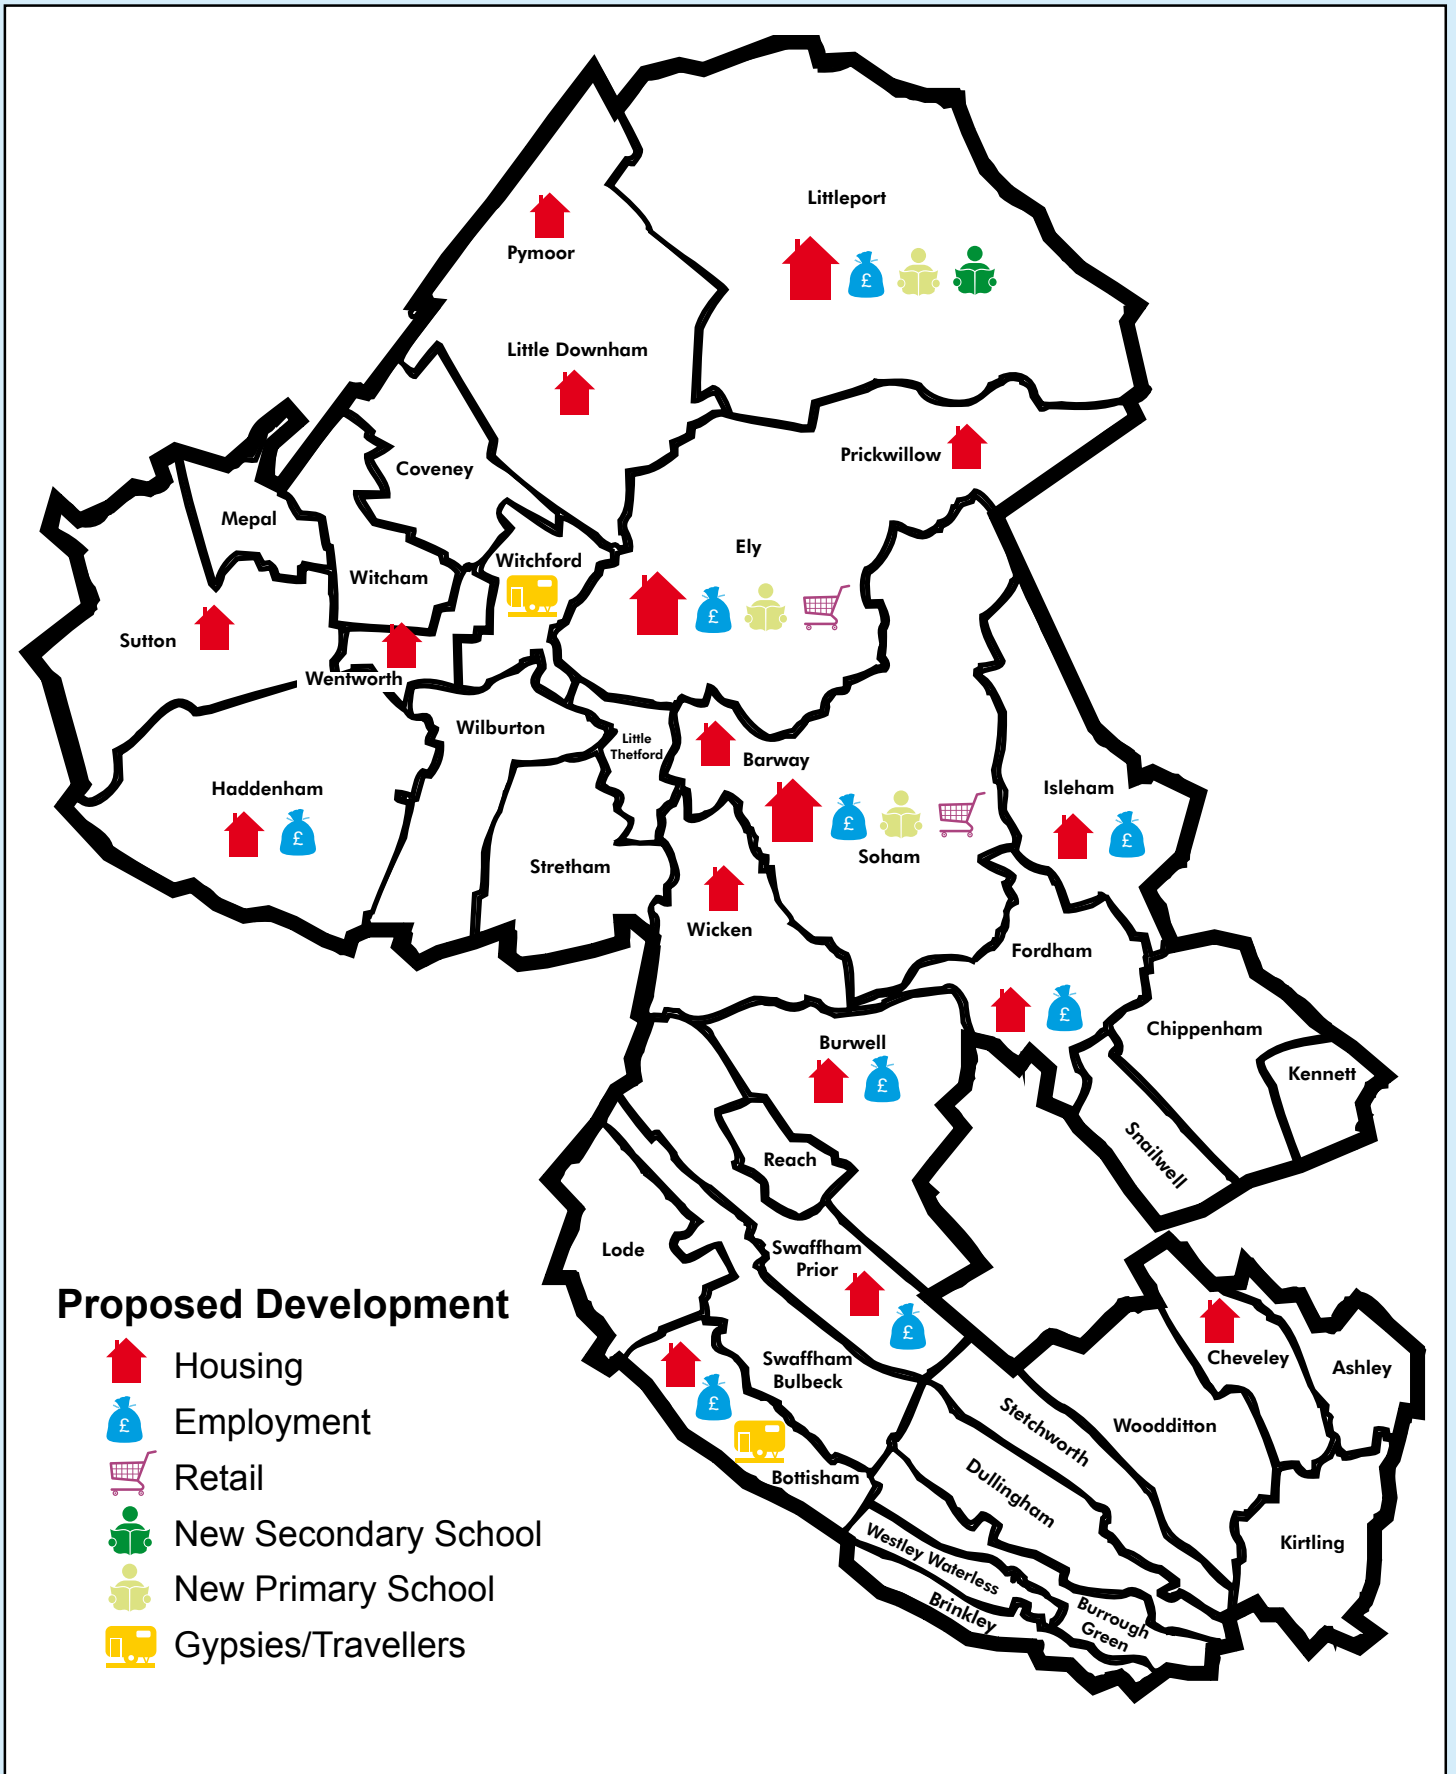 Littleport
Pymoor
£
Little Downham
Prickwillow
Coveney
Mepal
Ely
Witchford
Witcham
£
Sutton
Wentworth
Wilburton
Little
Thetford
Barway
Haddenham
£
Isleham
£
£
Soham
Stretham
Wicken
Fordham
£
Chippenham
Burwell
£
Kennett
Snailwell
Reach
Lode
Swaffham
Prior
£
Cheveley
Ashley
Swaffham
Bulbeck
£
Stetchworth
Woodditton
Bottisham
Dullingham
Westley Waterless
Kirtling
Brinkley
Burrough
Green
Proposed Development
Housing
£ Employment
Retail
New Secondary School
New Primary School
Gypsies/Travellers